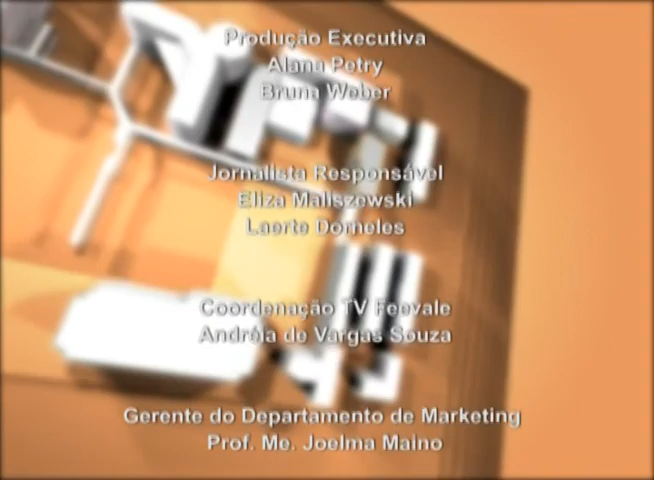 Produção Executiva
Alana Petry
Bruna Weber
Jornalista Responsável
Eliza Maliszewski
Laerte Dorneles
Coordenação TV Feevale
Andréia de Vargas Souza
Gerente do Departamento de Marketing
Prof. Me. Joelma Maino